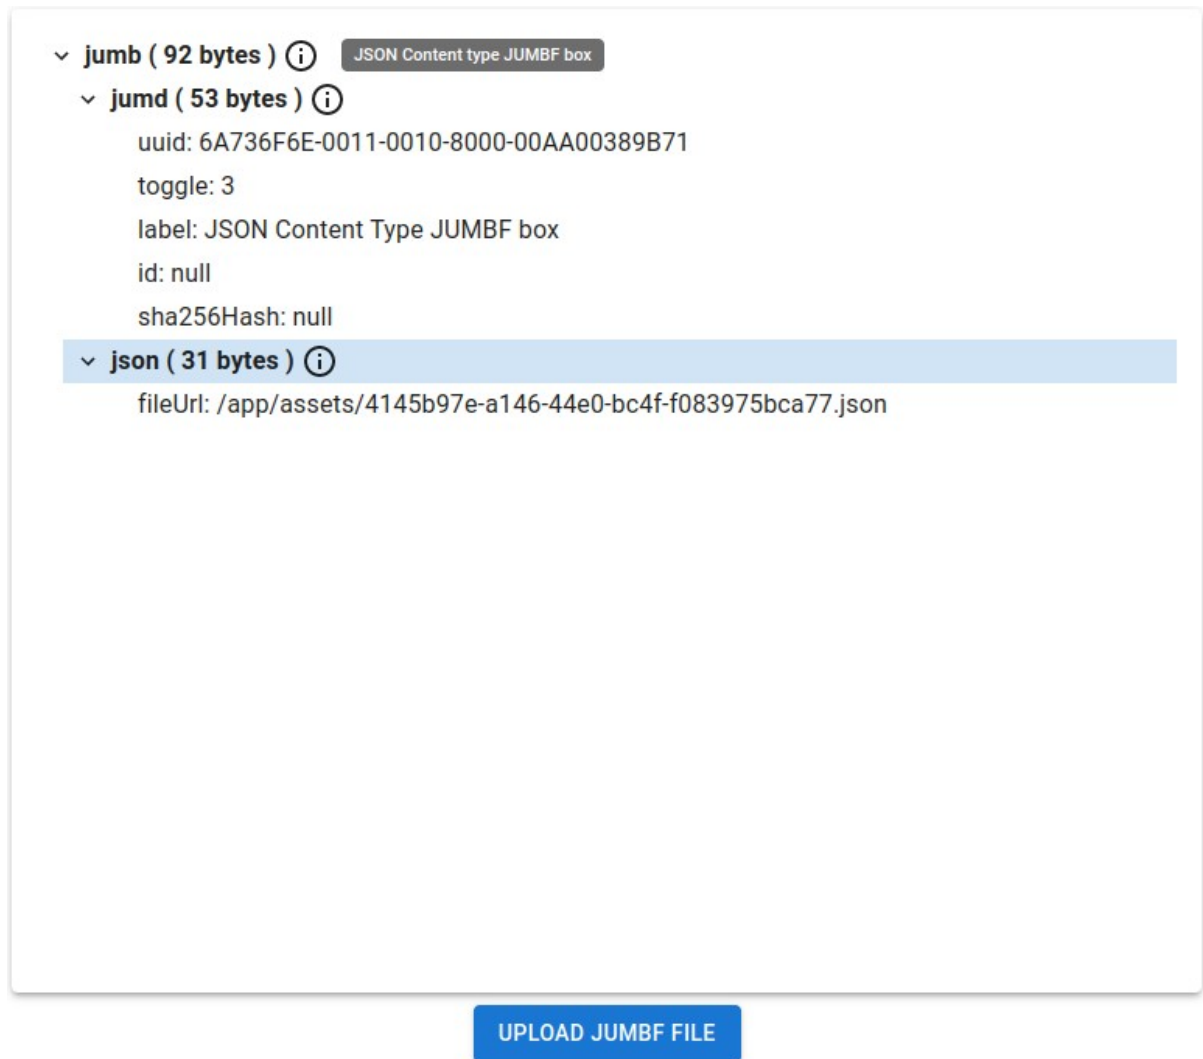 jumb ( 92 bytes ) JSON Content type JUMBF box
jumd ( 53 bytes )
uuid: 6A736F6E-0011-0010-8000-00AA00389B71
toggle: 3
label: JSON Content Type JUMBF box
id: null
sha256Hash: null
json ( 31 bytes )
fileUrl: /app/assets/4145b97e-a146-44e0-bc4f-f083975bca77.json
UPLOAD JUMBF FILE